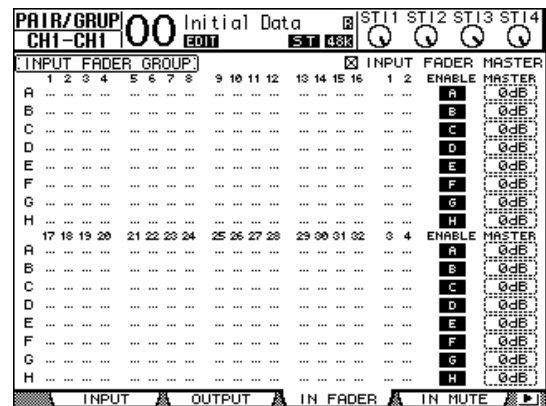 PAIR/GRUP 00 Initial Data R ST11 ST12 ST13 ST14
CH1-CH1 EDIT ST 48k
INPUT FADER GROUP INPUT FADER MASTER
1 2 3 4 5 6 7 8 9 10 11 12 13 14 15 16 1 2 ENABLE MASTER
A A 0dB
B B 0dB
C C 0dB
D D 0dB
E E 0dB
F F 0dB
G G 0dB
H H 0dB
17 18 19 20 21 22 23 24 25 26 27 28 29 30 31 32 3 4 ENABLE MASTER
A A 0dB
B B 0dB
C C 0dB
D D 0dB
E E 0dB
F F 0dB
G G 0dB
H H 0dB
INPUT OUTPUT IN FADER IN MUTE